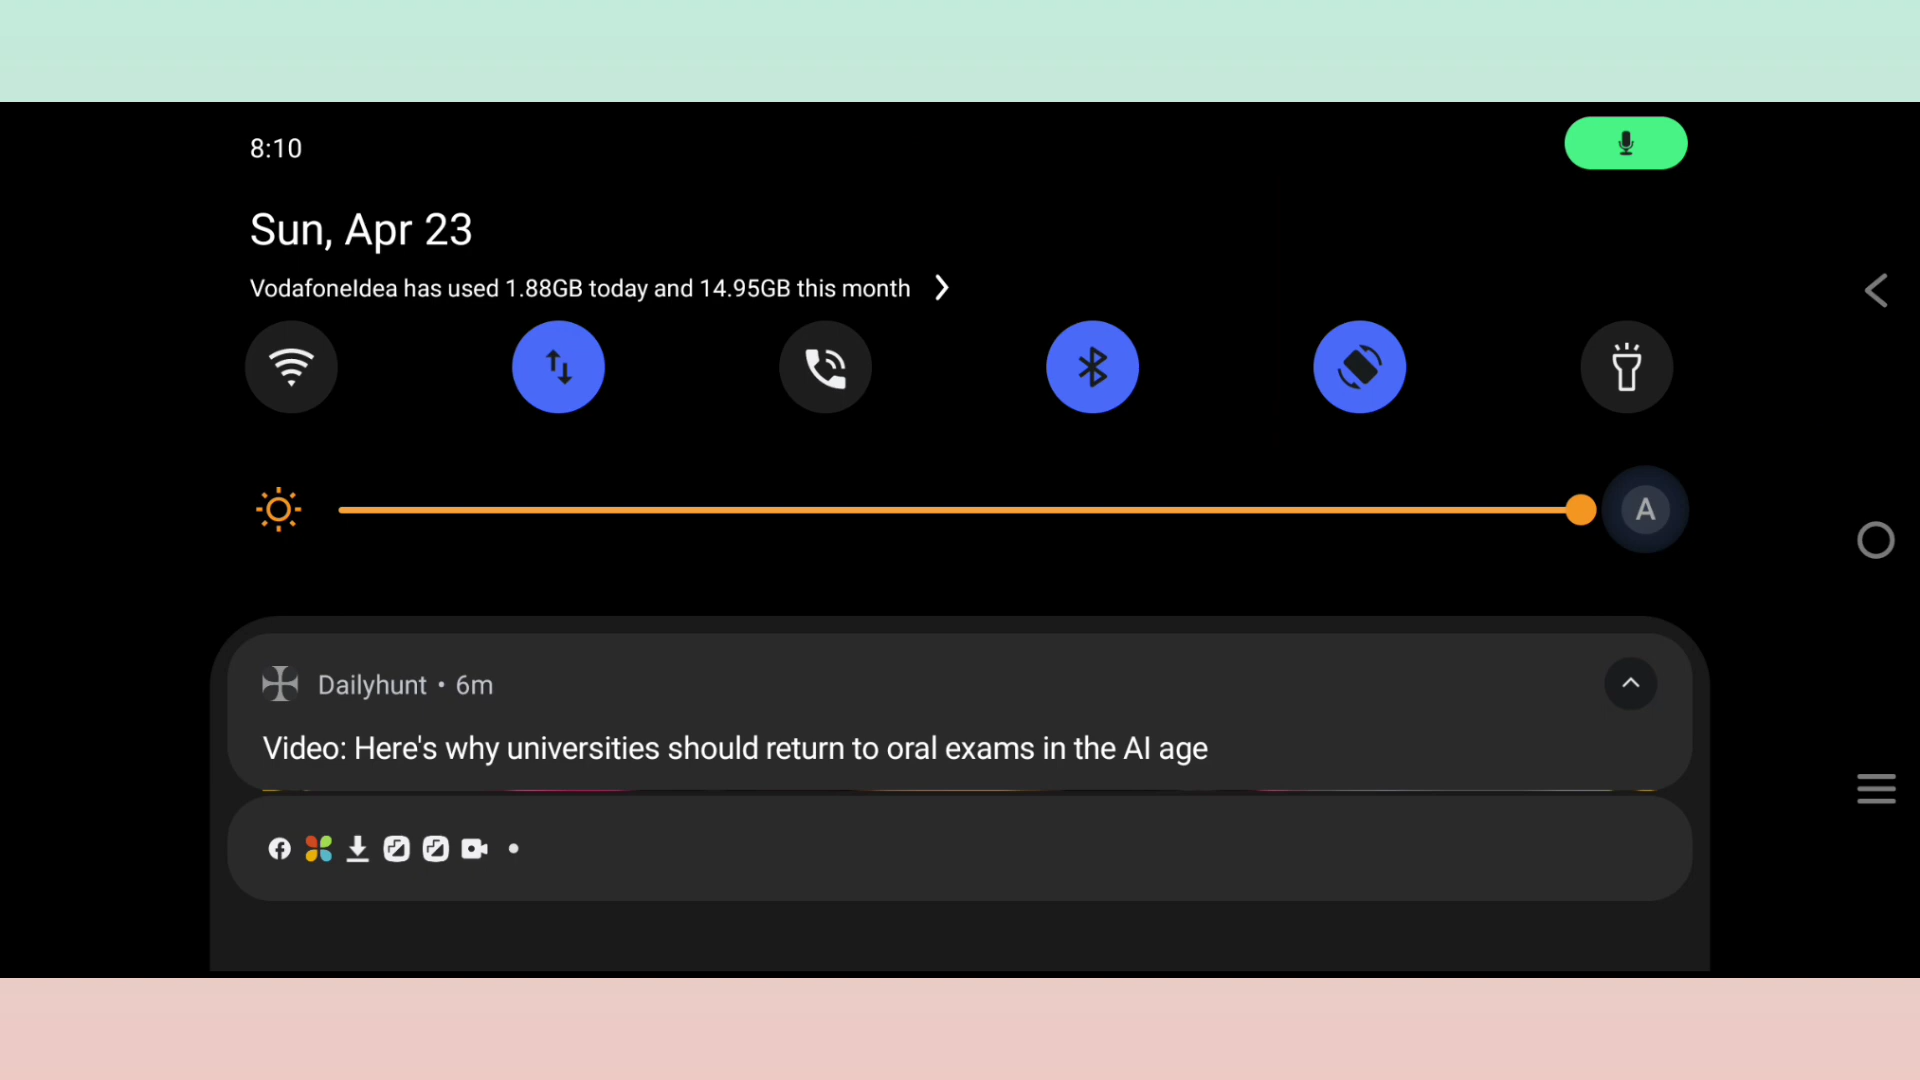 8:10
Sun, Apr 23
VodafoneIdea has used 1.88GB today and 14.95GB this month
A
Dailyhunt • 6m
Video: Here's why universities should return to oral exams in the AI age